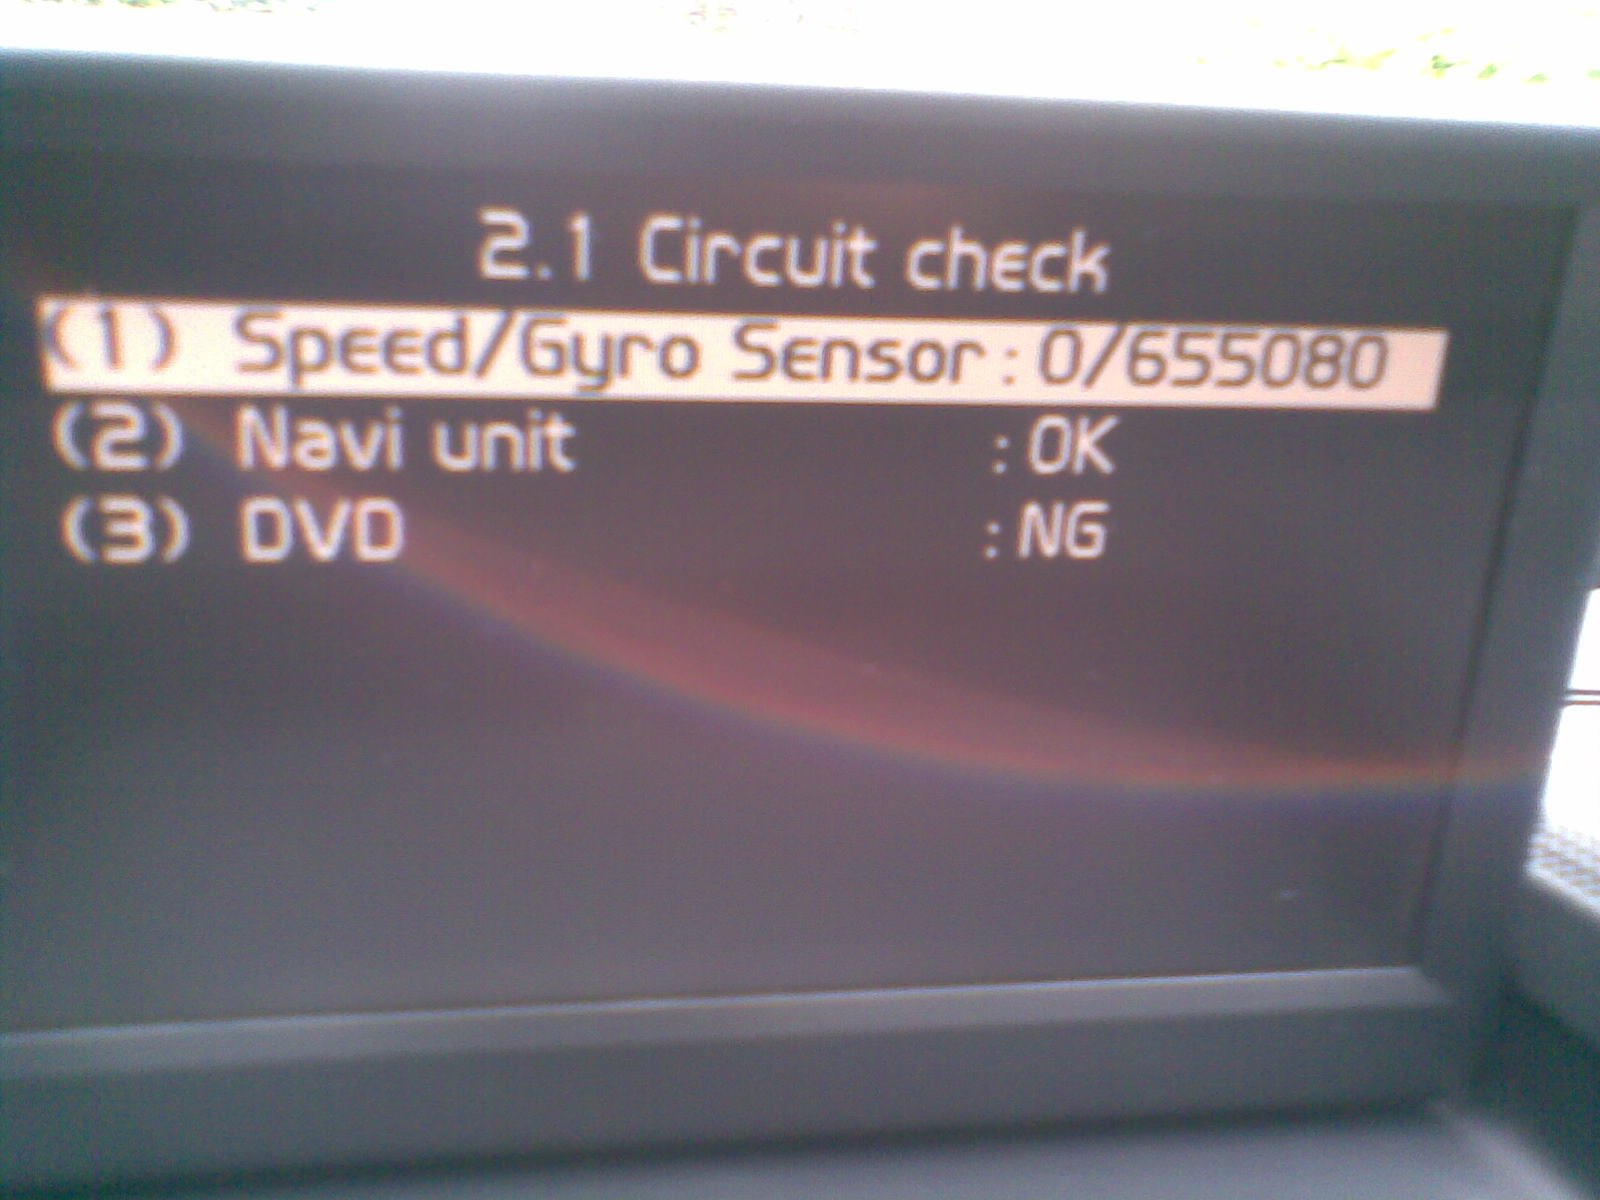 2.1 Circuit check
(1) Speed/Gyro Sensor : 0/655080
(2) Navi unit : OK
(3) DVD : NG